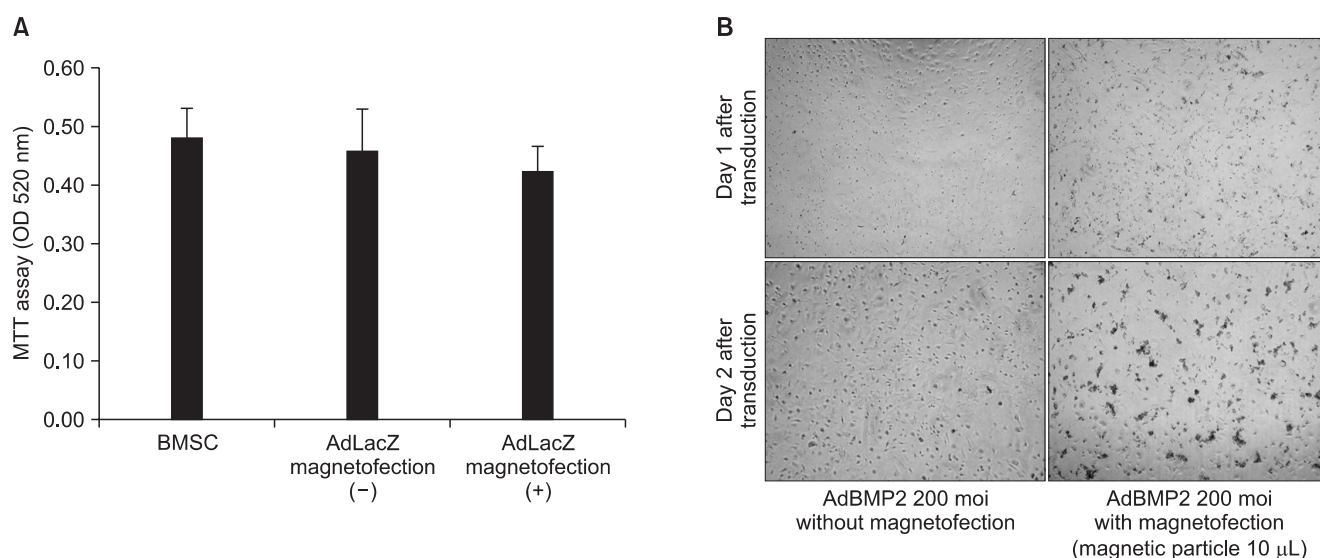 A
MTT assay (OD 520 nm)
0.60
0.50
0.40
0.30
0.20
0.10
0.00
BMSC
AdLacZ
magnetofection
(−)
AdLacZ
magnetofection
(+)
B
Day 1 after
transduction
Day 2 after
transduction
AdBMP2 200 moi
without magnetofection
AdBMP2 200 moi
with magnetofection
(magnetic particle 10 μL)